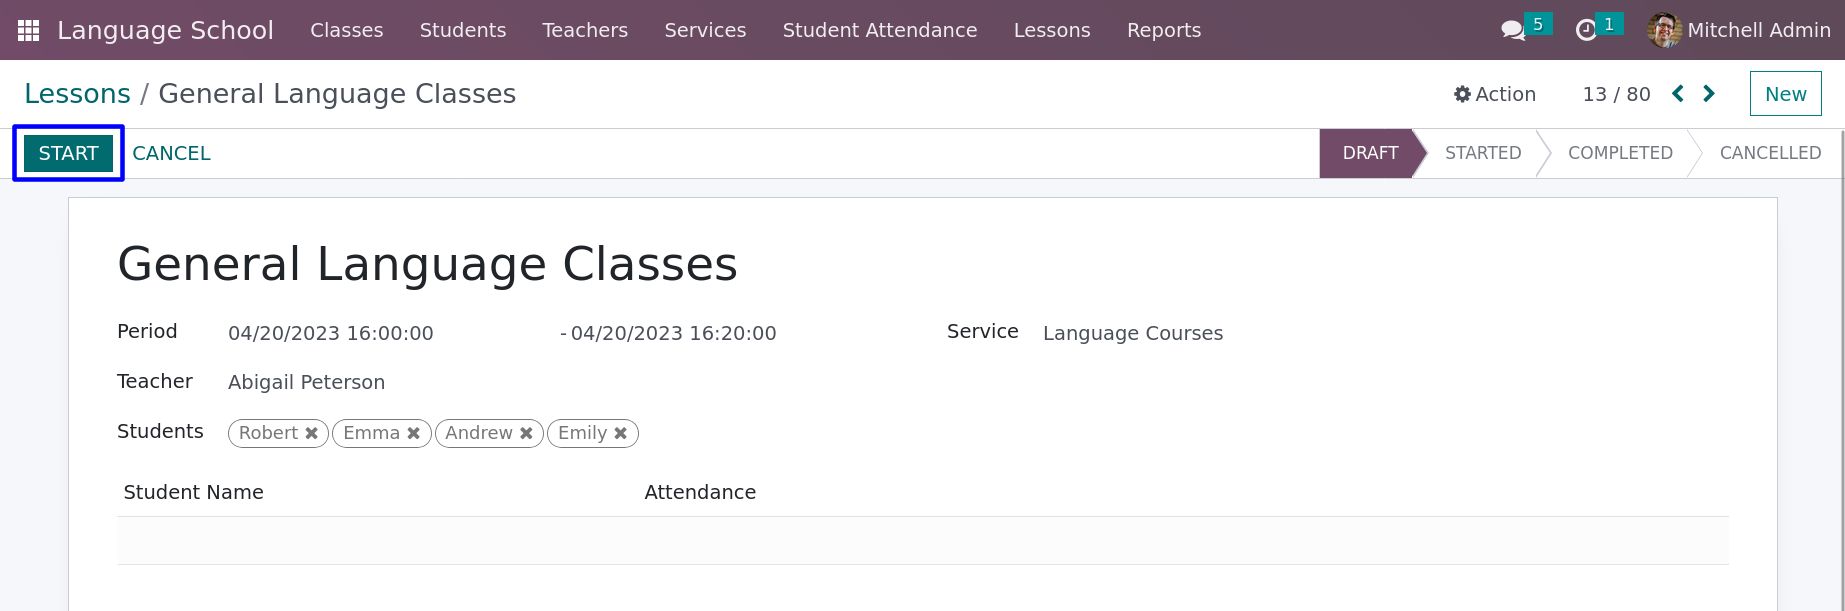 Language School Classes Students Teachers Services Student Attendance Lessons Reports 5 1 Mitchell Admin
Lessons / General Language Classes Action 13 / 80 New
START CANCEL DRAFT STARTED COMPLETED CANCELLED
General Language Classes
Period 04/20/2023 16:00:00 - 04/20/2023 16:20:00 Service Language Courses
Teacher Abigail Peterson
Students Robert Emma Andrew Emily
Student Name Attendance